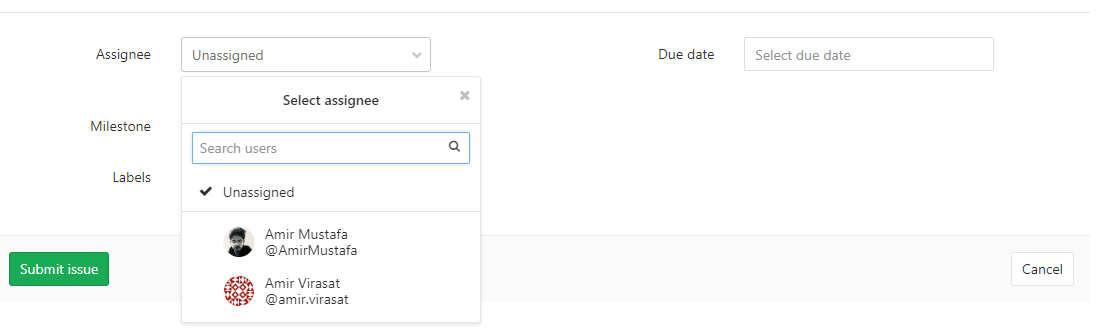 Assignee
Unassigned
Due date
Select due date
Select assignee
Milestone
Search users
Labels
Unassigned
Amir Mustafa
@AmirMustafa
Amir Virasat
@amir.virasat
Submit issue
Cancel